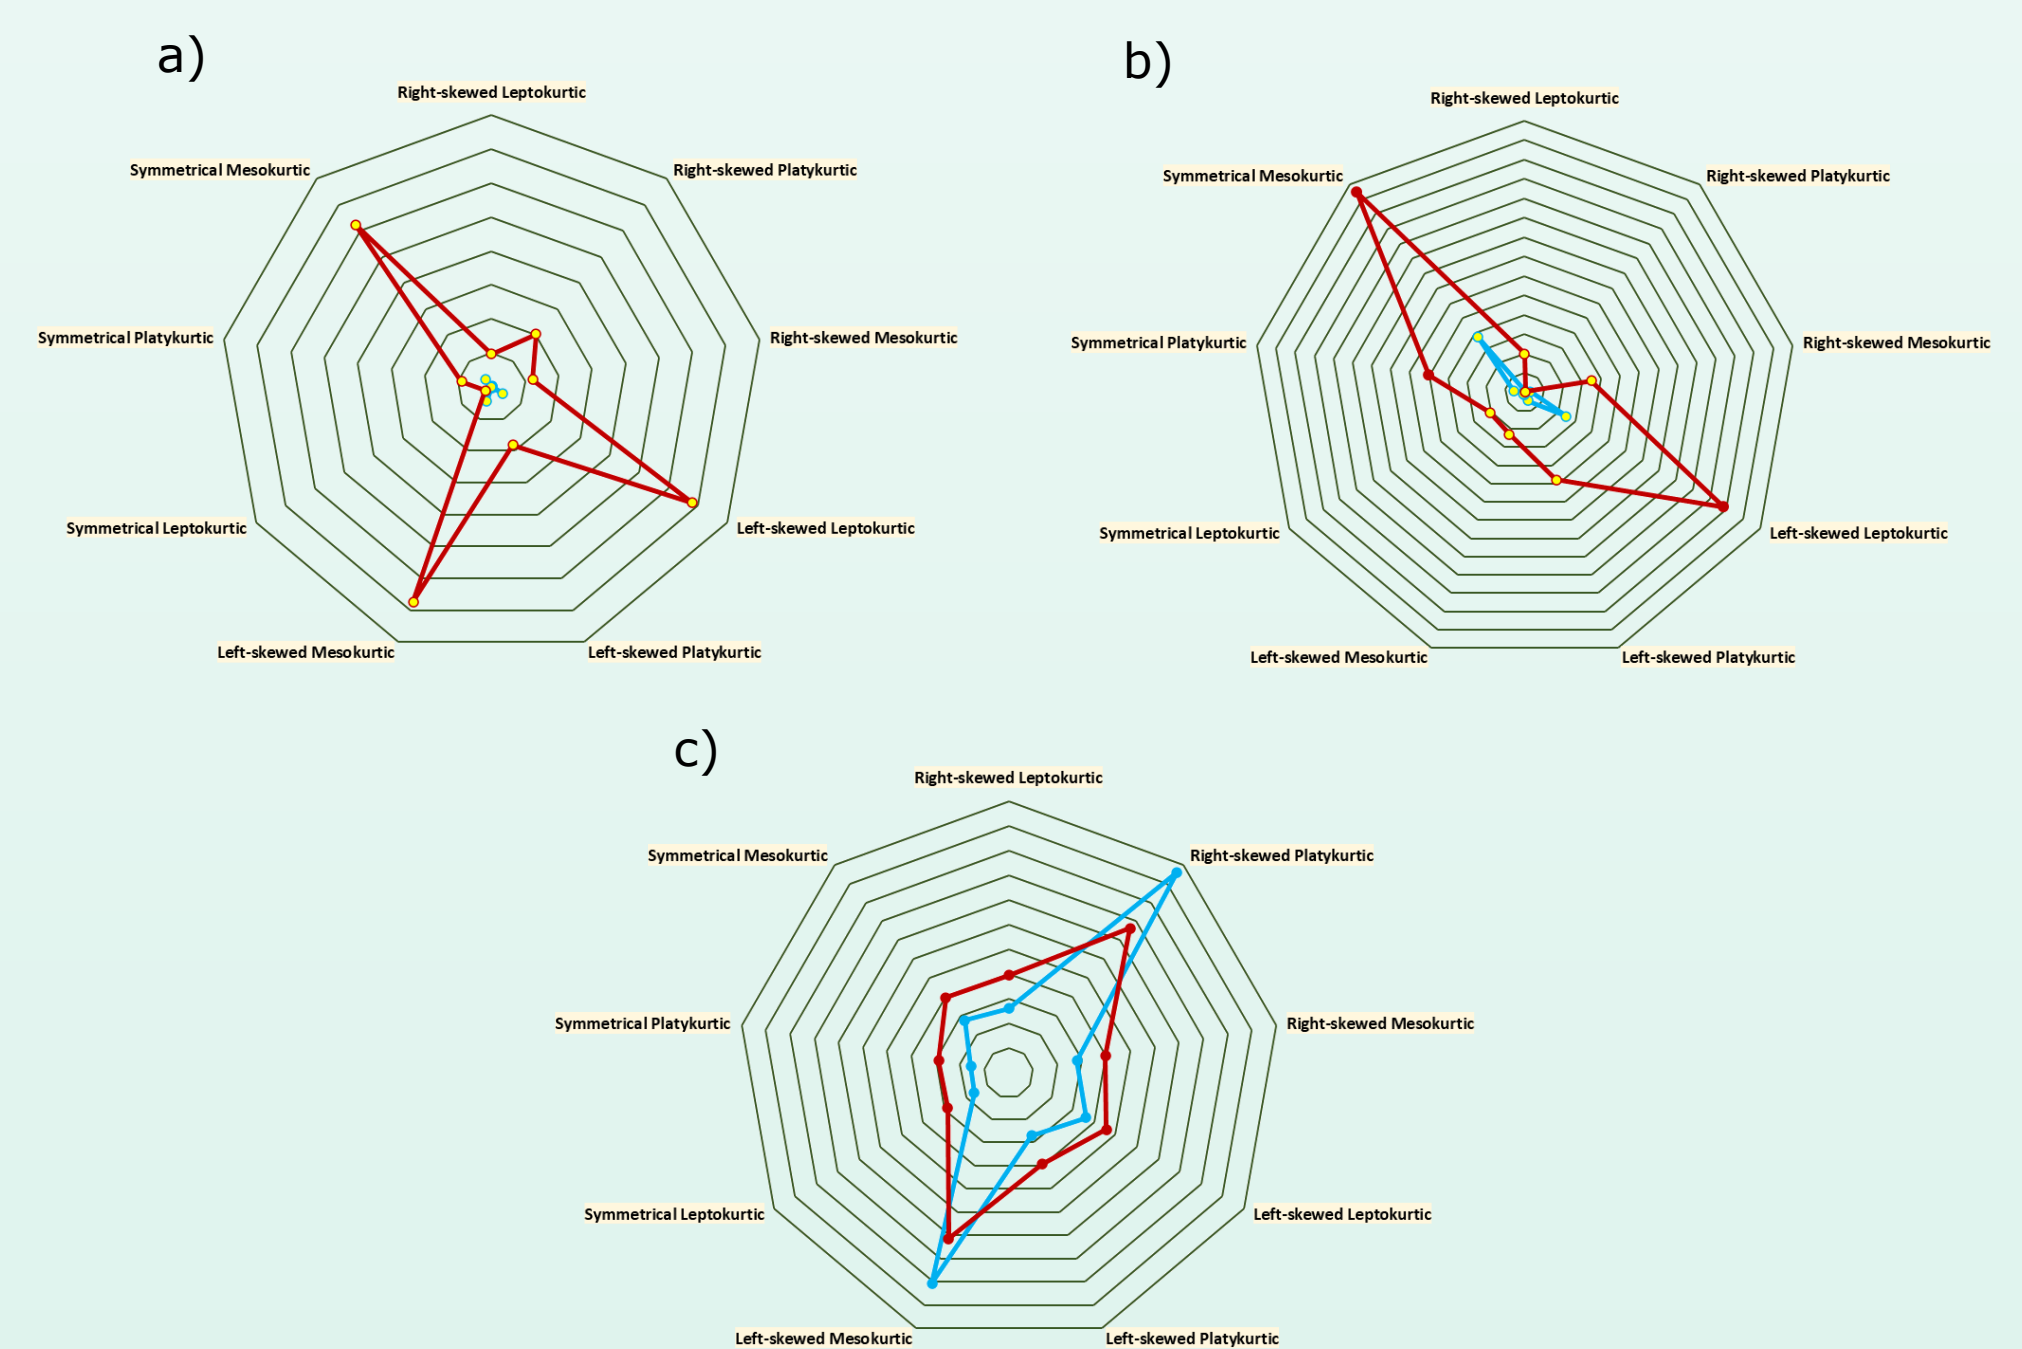 a)
Right-skewed Leptokurtic
Symmetrical Mesokurtic
Right-skewed Platykurtic
Symmetrical Platykurtic
Right-skewed Mesokurtic
Symmetrical Leptokurtic
Left-skewed Leptokurtic
Left-skewed Mesokurtic
Left-skewed Platykurtic
b)
Right-skewed Leptokurtic
Symmetrical Mesokurtic
Right-skewed Platykurtic
Symmetrical Platykurtic
Right-skewed Mesokurtic
Symmetrical Leptokurtic
Left-skewed Leptokurtic
Left-skewed Mesokurtic
Left-skewed Platykurtic
c)
Right-skewed Leptokurtic
Symmetrical Mesokurtic
Right-skewed Platykurtic
Symmetrical Platykurtic
Right-skewed Mesokurtic
Symmetrical Leptokurtic
Left-skewed Leptokurtic
Left-skewed Mesokurtic
Left-skewed Platykurtic